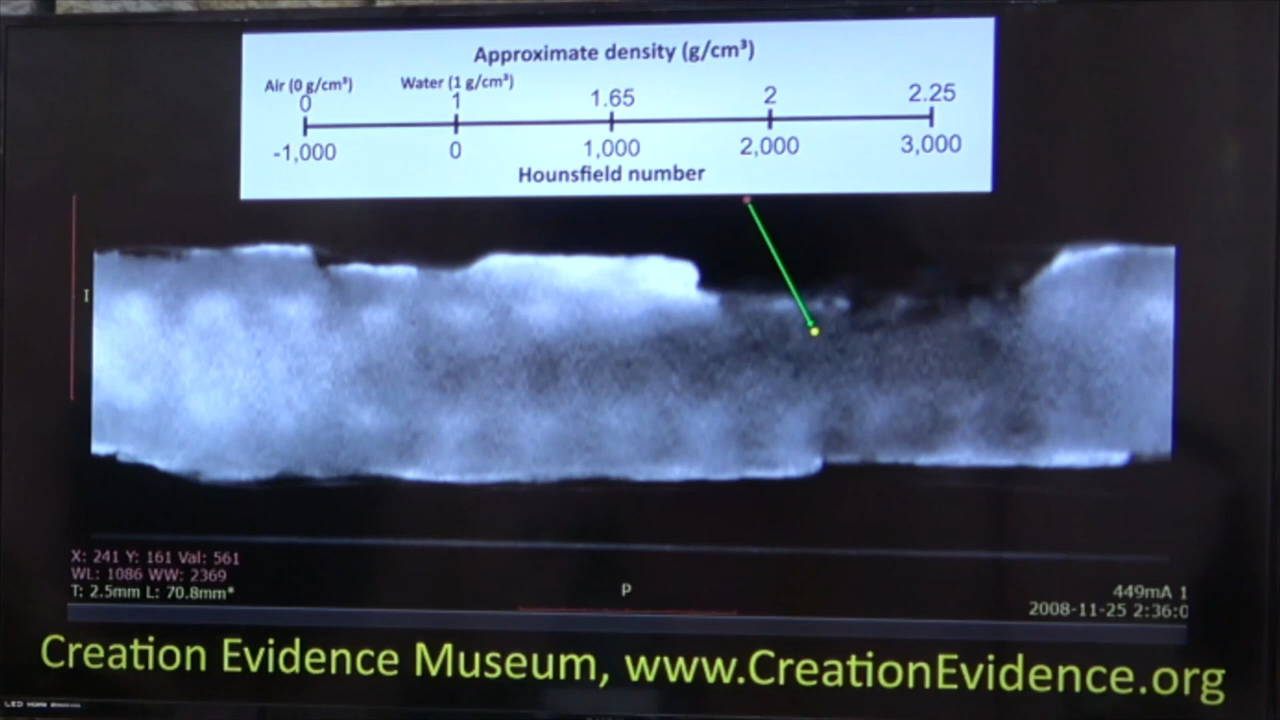 Approximate density (g/cm³)
Air (0 g/cm³) Water (1 g/cm³)
0 1 1.65 2 2.25
-1,000 0 1,000 2,000 3,000
Hounsfield number
I
X: 241 Y: 161 Val: 561
WL: 1086 WW: 2369
T: 2.5mm L: 70.8mm*
P
449mA 1
2008-11-25 2:36:0
Creation Evidence Museum, www.CreationEvidence.org
LED